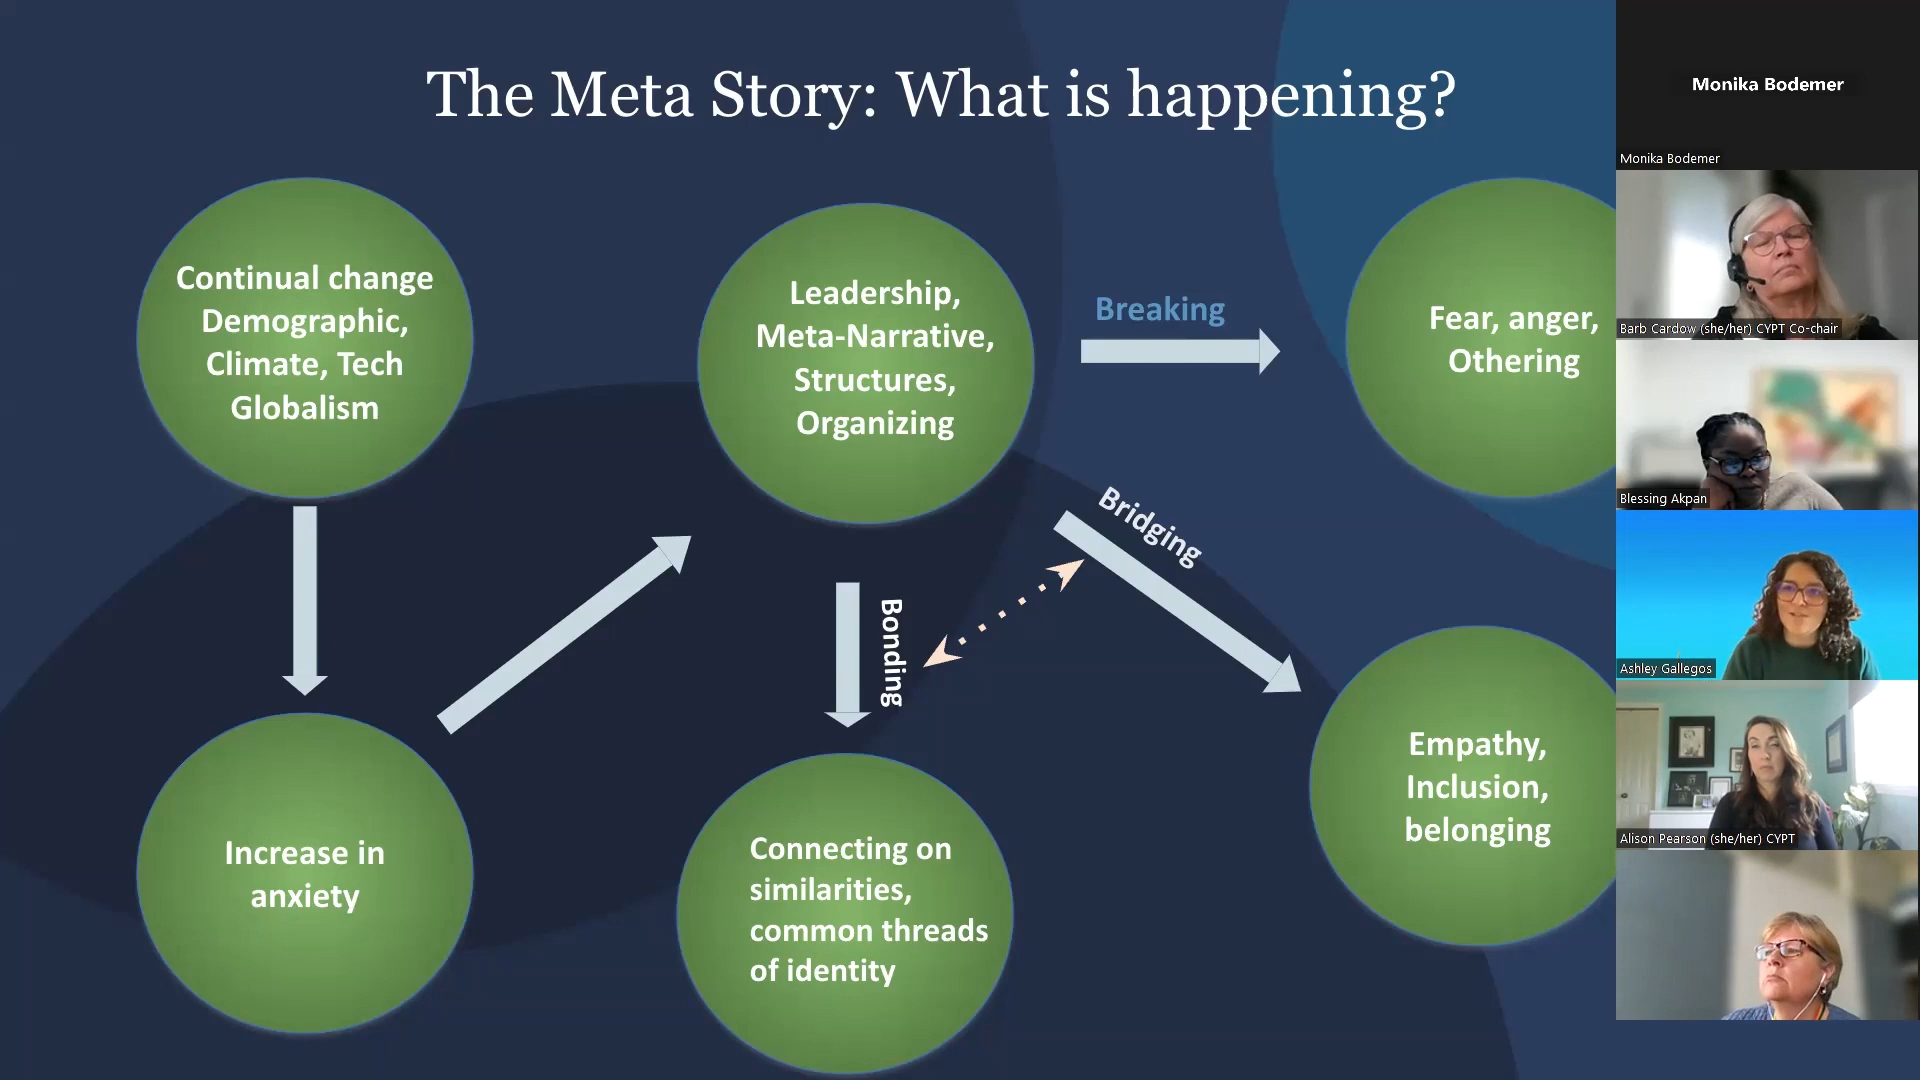 The Meta Story: What is happening?
Continual change
Demographic,
Climate, Tech
Globalism
Increase in
anxiety
Leadership,
Meta-Narrative,
Structures,
Organizing
Breaking
Fear, anger,
Othering
Bridging
Bonding
Connecting on
similarities,
common threads
of identity
Empathy,
Inclusion,
belonging
Monika Bodemer
Monika Bodemer
Barb Cardow (she/her) CYPT Co-chair
Blessing Akpan
Ashley Gallegos
Alison Pearson (she/her) CYPT